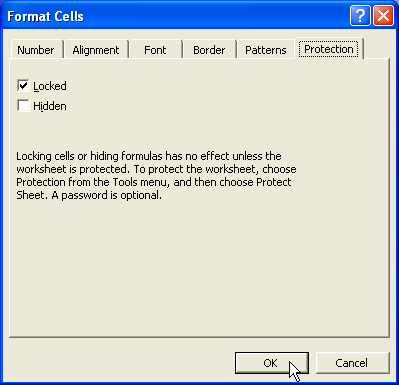 Format Cells
Number Alignment Font Border Patterns Protection
Locked
Hidden
Locking cells or hiding formulas has no effect unless the
worksheet is protected. To protect the worksheet, choose
Protection from the Tools menu, and then choose Protect
Sheet. A password is optional.
OK Cancel